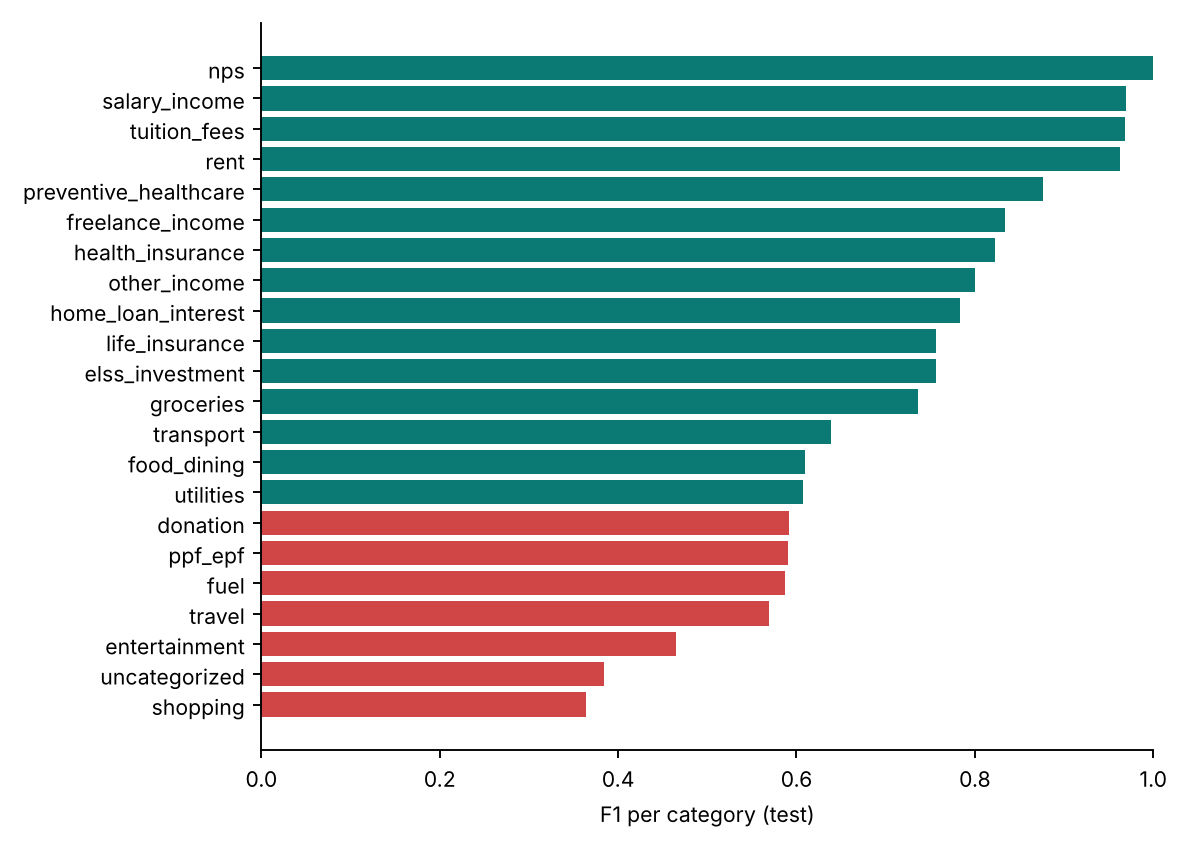 nps
salary_income
tuition_fees
rent
preventive_healthcare
freelance_income
health_insurance
other_income
home_loan_interest
life_insurance
elss_investment
groceries
transport
food_dining
utilities
donation
ppf_epf
fuel
travel
entertainment
uncategorized
shopping
0.0 0.2 0.4 0.6 0.8 1.0
F1 per category (test)